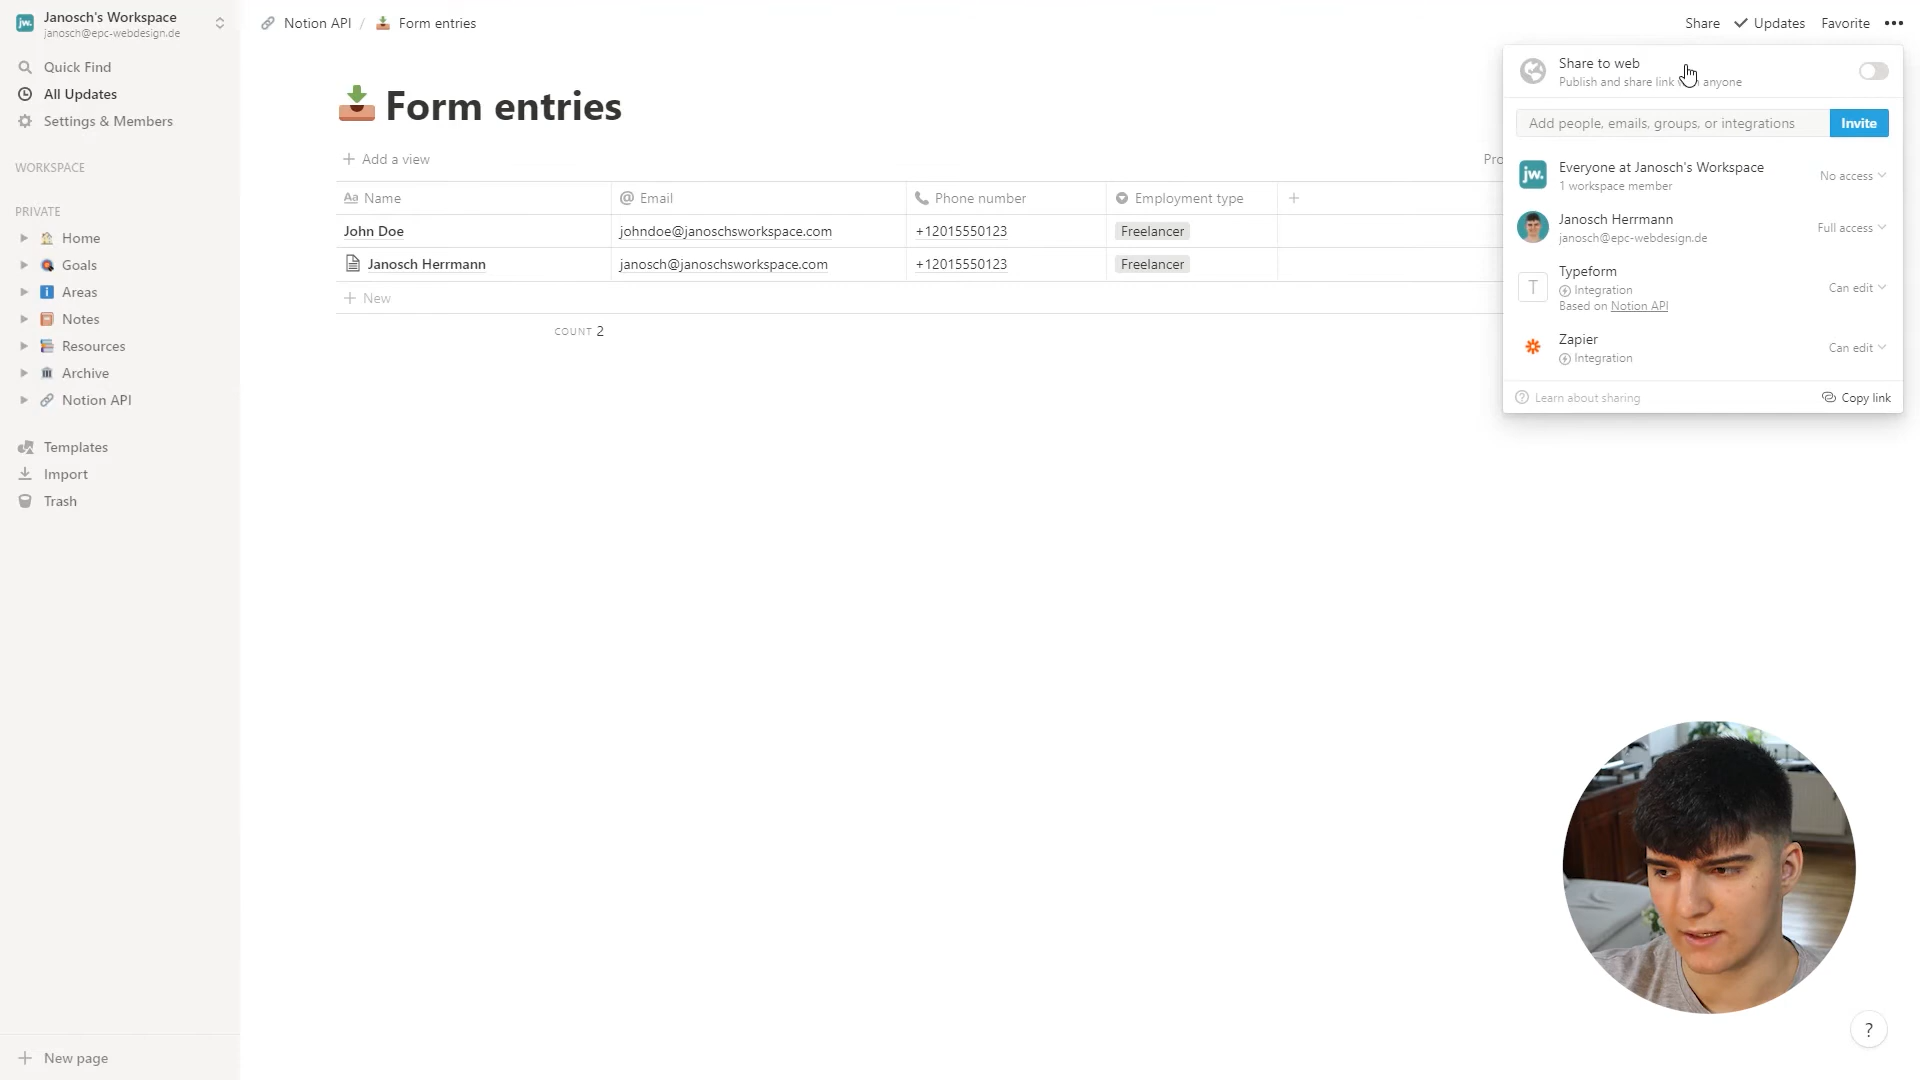 jw.
Janosch's Workspace
janosch@epc-webdesign.de
Quick Find
All Updates
Settings & Members
WORKSPACE
PRIVATE
Home
Goals
Areas
Notes
Resources
Archive
Notion API
Templates
Import
Trash
New page
Notion API / Form entries
Share Updates Favorite
Form entries
Add a view
Pro
Aa Name @ Email Phone number Employment type
John Doe johndoe@janoschsworkspace.com +12015550123 Freelancer
Janosch Herrmann janosch@janoschsworkspace.com +12015550123 Freelancer
New
COUNT 2
Share to web
Publish and share link anyone
Add people, emails, groups, or integrations Invite
jw.
Everyone at Janosch's Workspace
1 workspace member
No access
Janosch Herrmann
janosch@epc-webdesign.de
Full access
T
Typeform
Integration
Based on Notion API
Can edit
Zapier
Integration
Can edit
? Learn about sharing Copy link
?